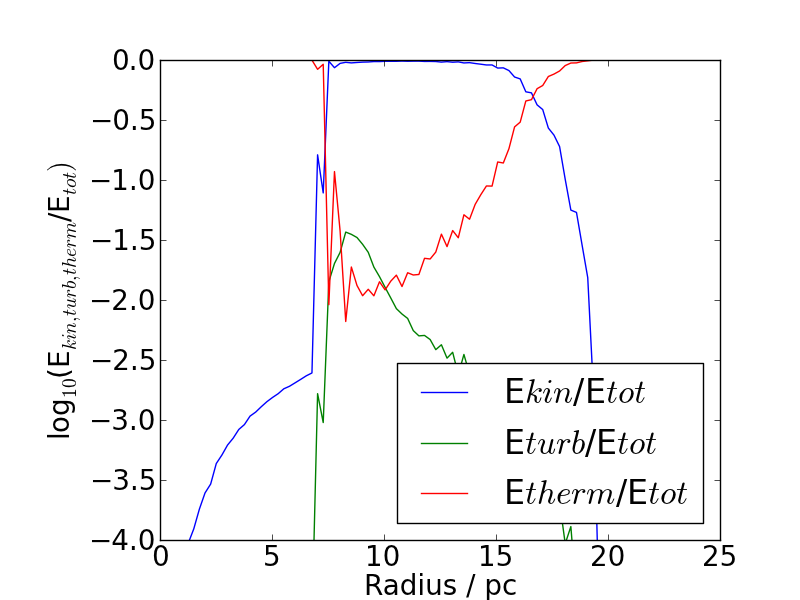 0.0
−0.5
−1.0
−1.5
−2.0
−2.5
−3.0
−3.5
−4.0
log10(Ekin,turb,therm/Etot)
Ekin/Etot
Eturb/Etot
Etherm/Etot
0 5 10 15 20 25
Radius / pc